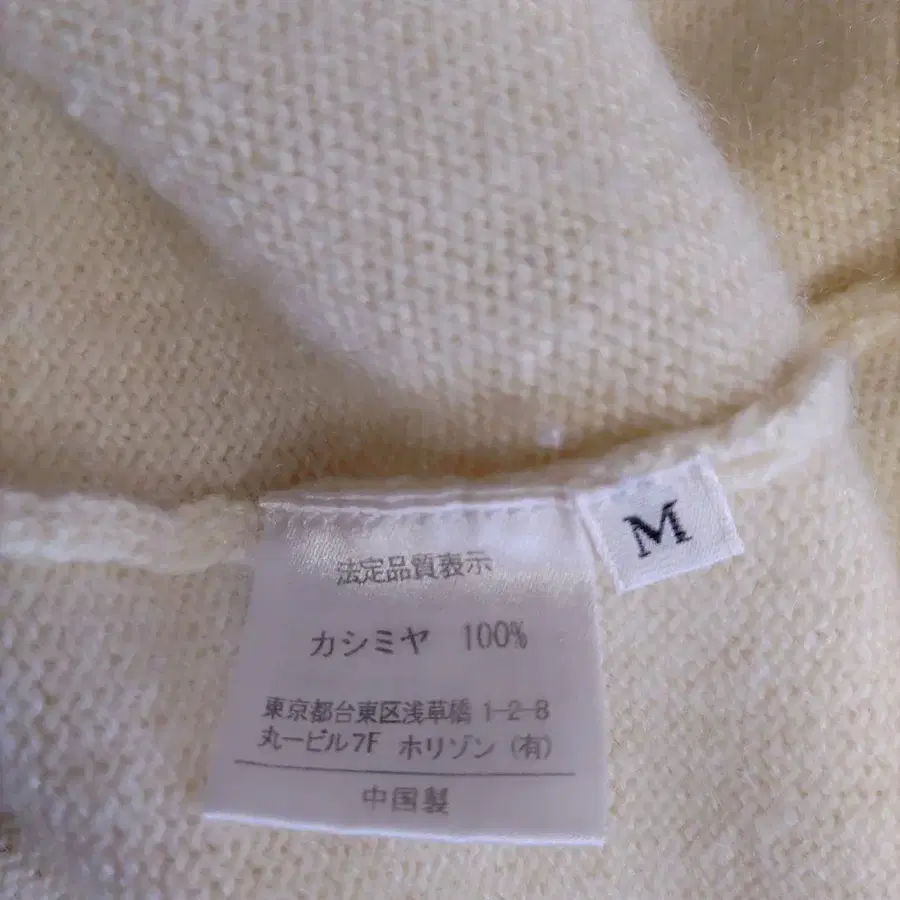 M
法定品質表示
カシミヤ 100%
東京都台東区浅草橋 1-2-8
丸一ビル7F ホリゾン (有)
中国製